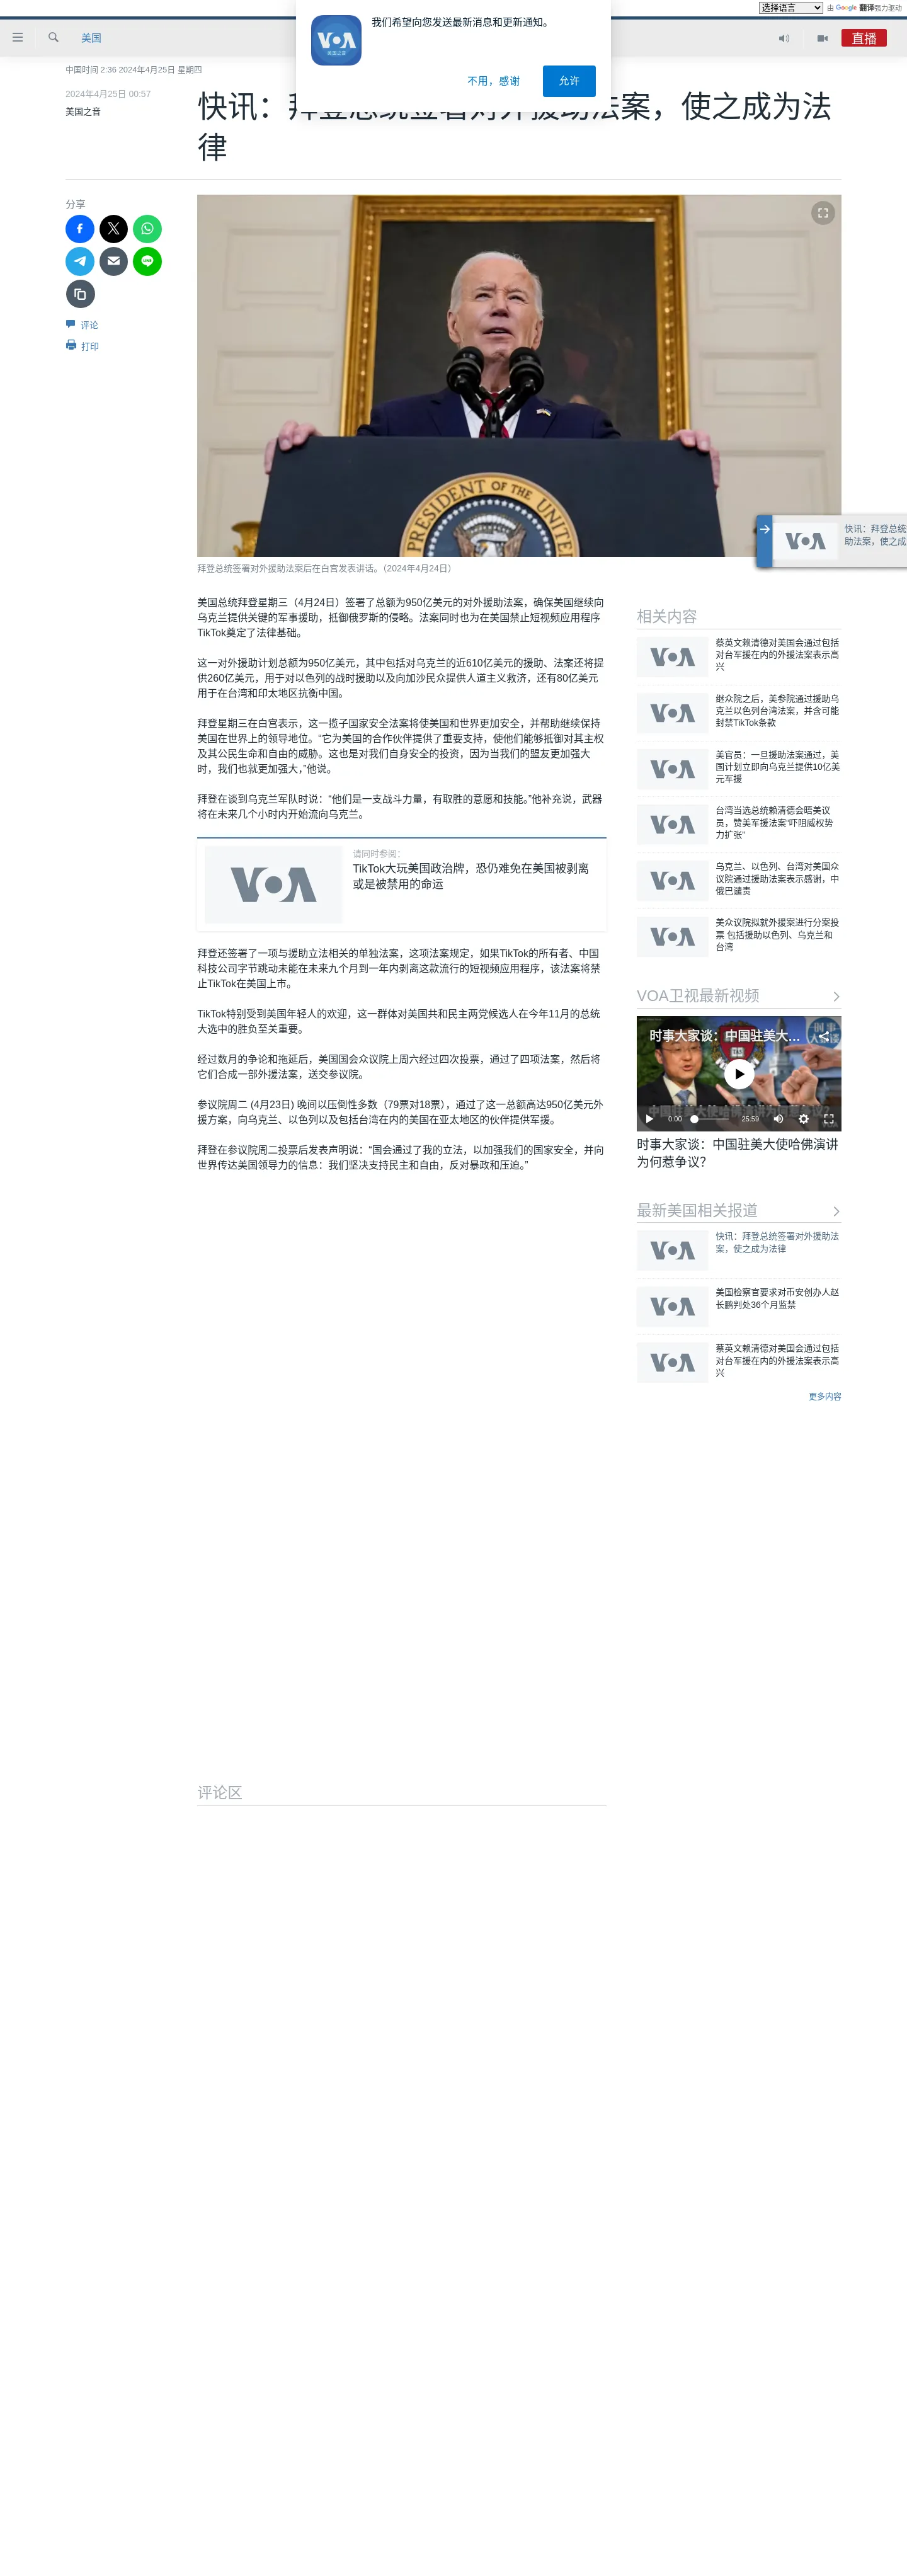 选择语言 由 Google 翻译强力驱动
我们希望向您发送最新消息和更新通知。
不用，感谢
允许
VOA
美国之音
美国
直播
中国时间 2:36 2024年4月25日 星期四
2024年4月25日 00:57
美国之音
快讯：拜登总统签署对外援助法案，使之成为法
律
分享
评论
打印
快讯：拜登总统
助法案，使之成
VOA
拜登总统签署对外援助法案后在白宫发表讲话。（2024年4月24日）
美国总统拜登星期三（4月24日）签署了总额为950亿美元的对外援助法案，确保美国继续向
乌克兰提供关键的军事援助，抵御俄罗斯的侵略。法案同时也为在美国禁止短视频应用程序
TikTok奠定了法律基础。
这一对外援助计划总额为950亿美元，其中包括对乌克兰的近610亿美元的援助、法案还将提
供260亿美元，用于对以色列的战时援助以及向加沙民众提供人道主义救济，还有80亿美元
用于在台湾和印太地区抗衡中国。
拜登星期三在白宫表示，这一揽子国家安全法案将使美国和世界更加安全，并帮助继续保持
美国在世界上的领导地位。“它为美国的合作伙伴提供了重要支持，使他们能够抵御对其主权
及其公民生命和自由的威胁。这也是对我们自身安全的投资，因为当我们的盟友更加强大
时，我们也就更加强大，”他说。
拜登在谈到乌克兰军队时说：“他们是一支战斗力量，有取胜的意愿和技能。”他补充说，武器
将在未来几个小时内开始流向乌克兰。
VOA
请同时参阅：
TikTok大玩美国政治牌，恐仍难免在美国被剥离
或是被禁用的命运
拜登还签署了一项与援助立法相关的单独法案，这项法案规定，如果TikTok的所有者、中国
科技公司字节跳动未能在未来九个月到一年内剥离这款流行的短视频应用程序，该法案将禁
止TikTok在美国上市。
TikTok特别受到美国年轻人的欢迎，这一群体对美国共和民主两党候选人在今年11月的总统
大选中的胜负至关重要。
经过数月的争论和拖延后，美国国会众议院上周六经过四次投票，通过了四项法案，然后将
它们合成一部外援法案，送交参议院。
参议院周二 (4月23日) 晚间以压倒性多数（79票对18票），通过了这一总额高达950亿美元外
援方案，向乌克兰、以色列以及包括台湾在内的美国在亚太地区的伙伴提供军援。
拜登在参议院周二投票后发表声明说：“国会通过了我的立法，以加强我们的国家安全，并向
世界传达美国领导力的信息：我们坚决支持民主和自由，反对暴政和压迫。”
评论区
相关内容
VOA
蔡英文赖清德对美国会通过包括
对台军援在内的外援法案表示高
兴
VOA
继众院之后，美参院通过援助乌
克兰以色列台湾法案，并含可能
封禁TikTok条款
VOA
美官员：一旦援助法案通过，美
国计划立即向乌克兰提供10亿美
元军援
VOA
台湾当选总统赖清德会晤美议
员，赞美军援法案“吓阻威权势
力扩张”
VOA
乌克兰、以色列、台湾对美国众
议院通过援助法案表示感谢，中
俄巴谴责
VOA
美众议院拟就外援案进行分案投
票 包括援助以色列、乌克兰和
台湾
VOA卫视最新视频
时事大家谈：中国驻美大...
0:00 25:59
时事大家谈：中国驻美大使哈佛演讲
为何惹争议？
最新美国相关报道
VOA
快讯：拜登总统签署对外援助法
案，使之成为法律
VOA
美国检察官要求对币安创办人赵
长鹏判处36个月监禁
VOA
蔡英文赖清德对美国会通过包括
对台军援在内的外援法案表示高
兴
更多内容